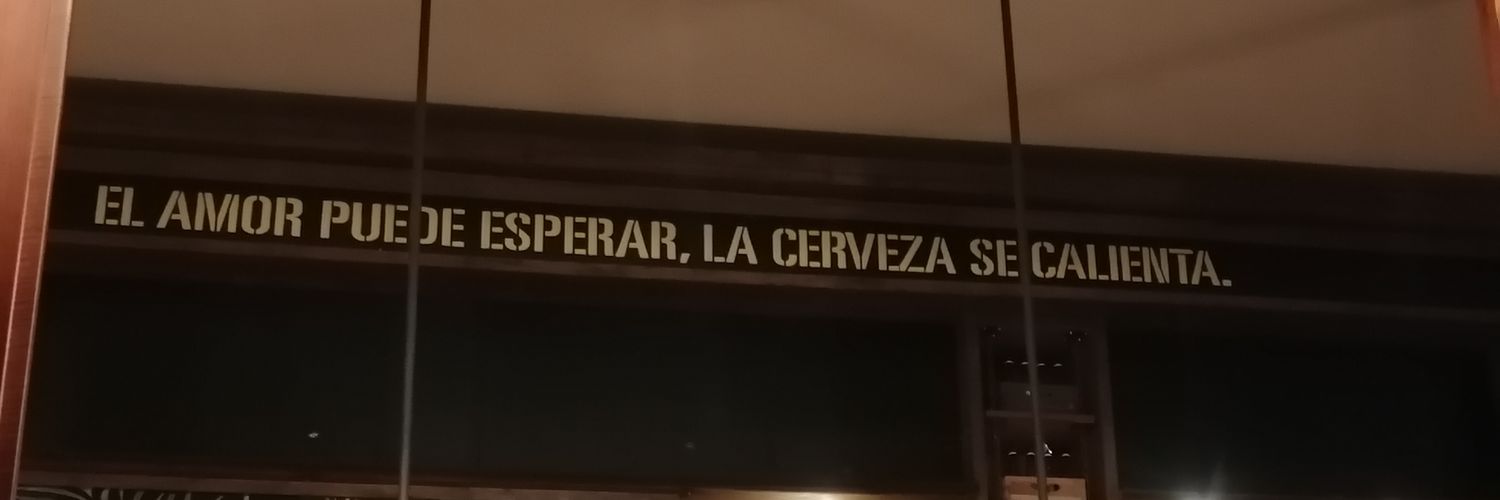 EL AMOR PUEDE ESPERAR, LA CERVEZA SE CALIENTA.